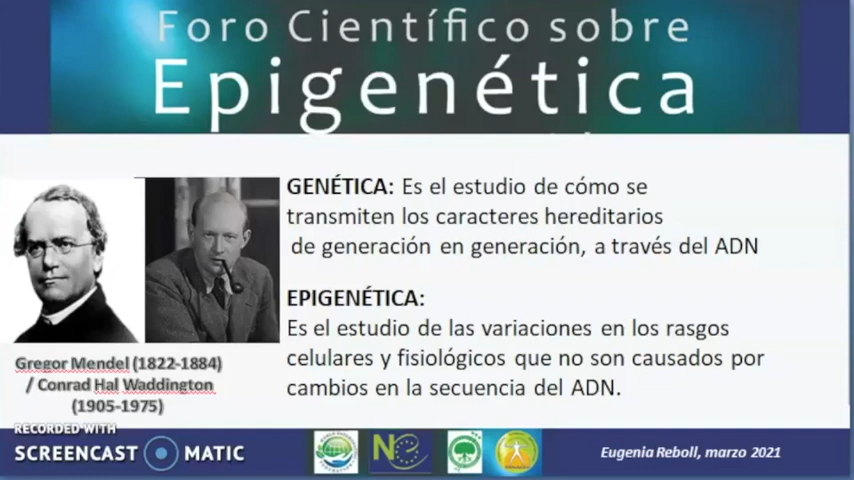 Foro Científico sobre
Epigenética
GENÉTICA: Es el estudio de cómo se
transmiten los caracteres hereditarios
de generación en generación, a través del ADN
EPIGENÉTICA:
Es el estudio de las variaciones en los rasgos
celulares y fisiológicos que no son causados por
cambios en la secuencia del ADN.
Gregor Mendel (1822-1884)
/ Conrad Hal Waddington
(1905-1975)
RECORDED WITH
SCREENCAST MATIC
Ne
Eugenia Reboll, marzo 2021